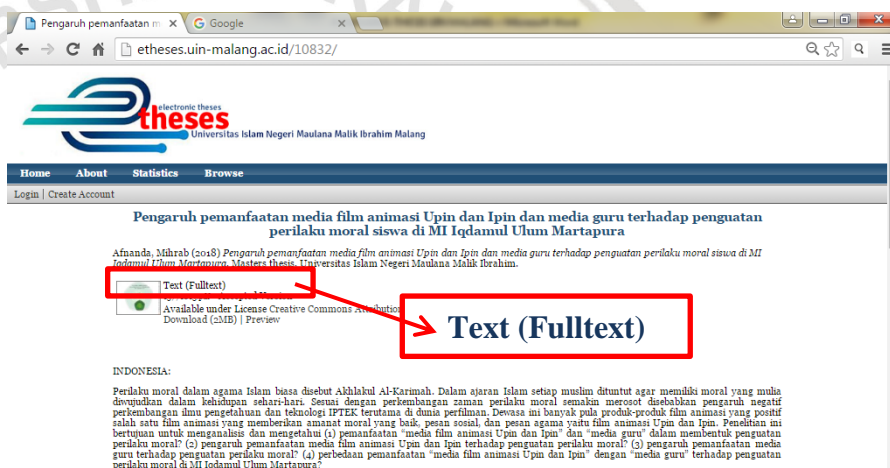 Pengaruh pemanfaatan m
Google
etheses.uin-malang.ac.id/10832/
electronic theses
etheses
Universitas Islam Negeri Maulana Malik Ibrahim Malang
Home About Statistics Browse
Login | Create Account
Pengaruh pemanfaatan media film animasi Upin dan Ipin dan media guru terhadap penguatan
perilaku moral siswa di MI Iqdamul Ulum Martapura
Afnanda, Mihrab (2018) Pengaruh pemanfaatan media film animasi Upin dan Ipin dan media guru terhadap penguatan perilaku moral siswa di MI
Iqdamul Ulum Martapura. Masters thesis, Universitas Islam Negeri Maulana Malik Ibrahim.
Text (Fulltext)
Accepted Version
Available under License Creative Commons Attribution
Download (2MB) | Preview
Text (Fulltext)
INDONESIA:
Perilaku moral dalam agama Islam biasa disebut Akhlakul Al-Karimah. Dalam ajaran Islam setiap muslim dituntut agar memiliki moral yang mulia
diwujudkan dalam kehidupan sehari-hari. Sesuai dengan perkembangan zaman perilaku moral semakin merosot disebabkan pengaruh negatif
perkembangan ilmu pengetahuan dan teknologi IPTEK terutama di dunia perfilman. Dewasa ini banyak pula produk-produk film animasi yang positif
salah satu film animasi yang memberikan amanat moral yang baik, pesan sosial, dan pesan agama yaitu film animasi Upin dan Ipin. Penelitian ini
bertujuan untuk menganalisis dan mengetahui (1) pemanfaatan "media film animasi Upin dan Ipin" dan "media guru" dalam membentuk penguatan
perilaku moral? (2) pengaruh pemanfaatan media film animasi Upin dan Ipin terhadap penguatan perilaku moral? (3) pengaruh pemanfaatan media
guru terhadap penguatan perilaku moral? (4) perbedaan pemanfaatan "media film animasi Upin dan Ipin" dengan "media guru" terhadap penguatan
perilaku moral di MI Iqdamul Ulum Martapura?